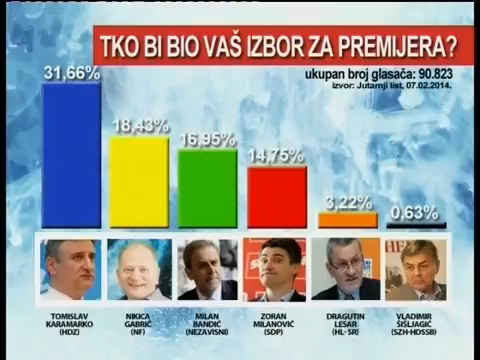 TKO BI BIO VAŠ IZBOR ZA PREMIJERA?
ukupan broj glasača: 90.823
izvor: Jutarnji list, 07.02.2014.
31,66%
18,43%
16,95%
14,75%
3,22%
0,63%
TOMISLAV
KARAMARKO
(HDZ)
NIKICA
GABRIČ
(NF)
MILAN
BANDIĆ
(NEZAVISNI)
ZORAN
MILANOVIĆ
(SDP)
DRAGUTIN
LESAR
(HL-SR)
VLADIMIR
ŠIŠLJAGIĆ
(SZH-HDSSB)